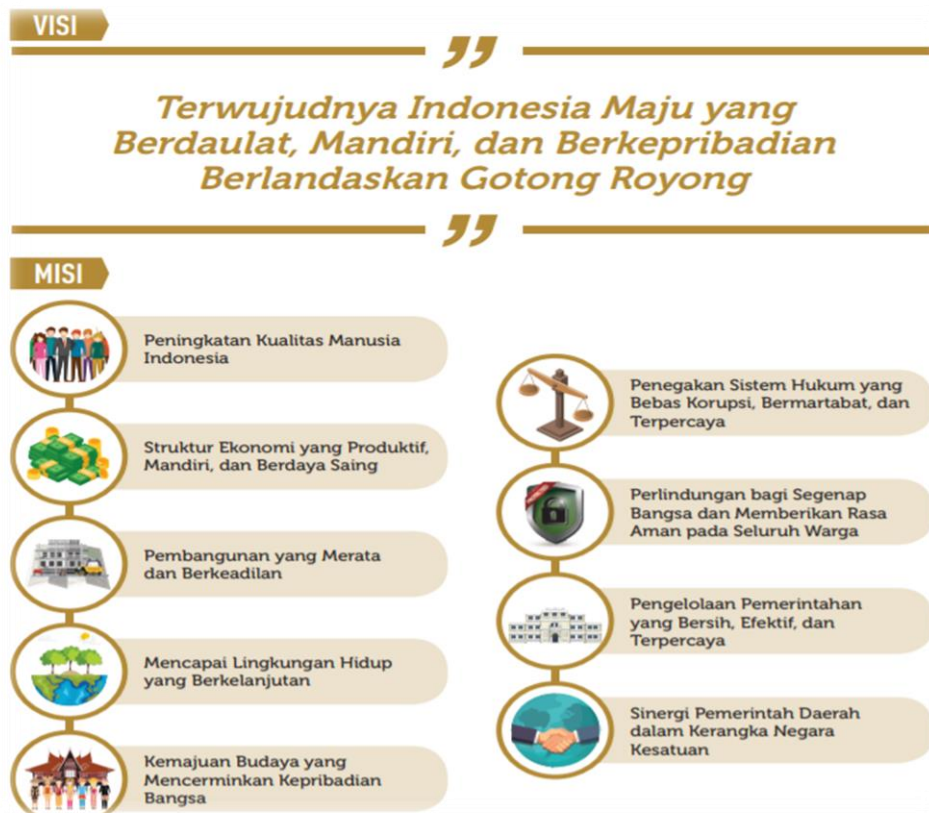 VISI
Terwujudnya Indonesia Maju yang
Berdaulat, Mandiri, dan Berkepribadian
Berlandaskan Gotong Royong
MISI
Peningkatan Kualitas Manusia
Indonesia
Struktur Ekonomi yang Produktif,
Mandiri, dan Berdaya Saing
Pembangunan yang Merata
dan Berkeadilan
Mencapai Lingkungan Hidup
yang Berkelanjutan
Kemajuan Budaya yang
Mencerminkan Kepribadian
Bangsa
Penegakan Sistem Hukum yang
Bebas Korupsi, Bermartabat, dan
Terpercaya
Perlindungan bagi Segenap
Bangsa dan Memberikan Rasa
Aman pada Seluruh Warga
Pengelolaan Pemerintahan
yang Bersih, Efektif, dan
Terpercaya
Sinergi Pemerintah Daerah
dalam Kerangka Negara
Kesatuan